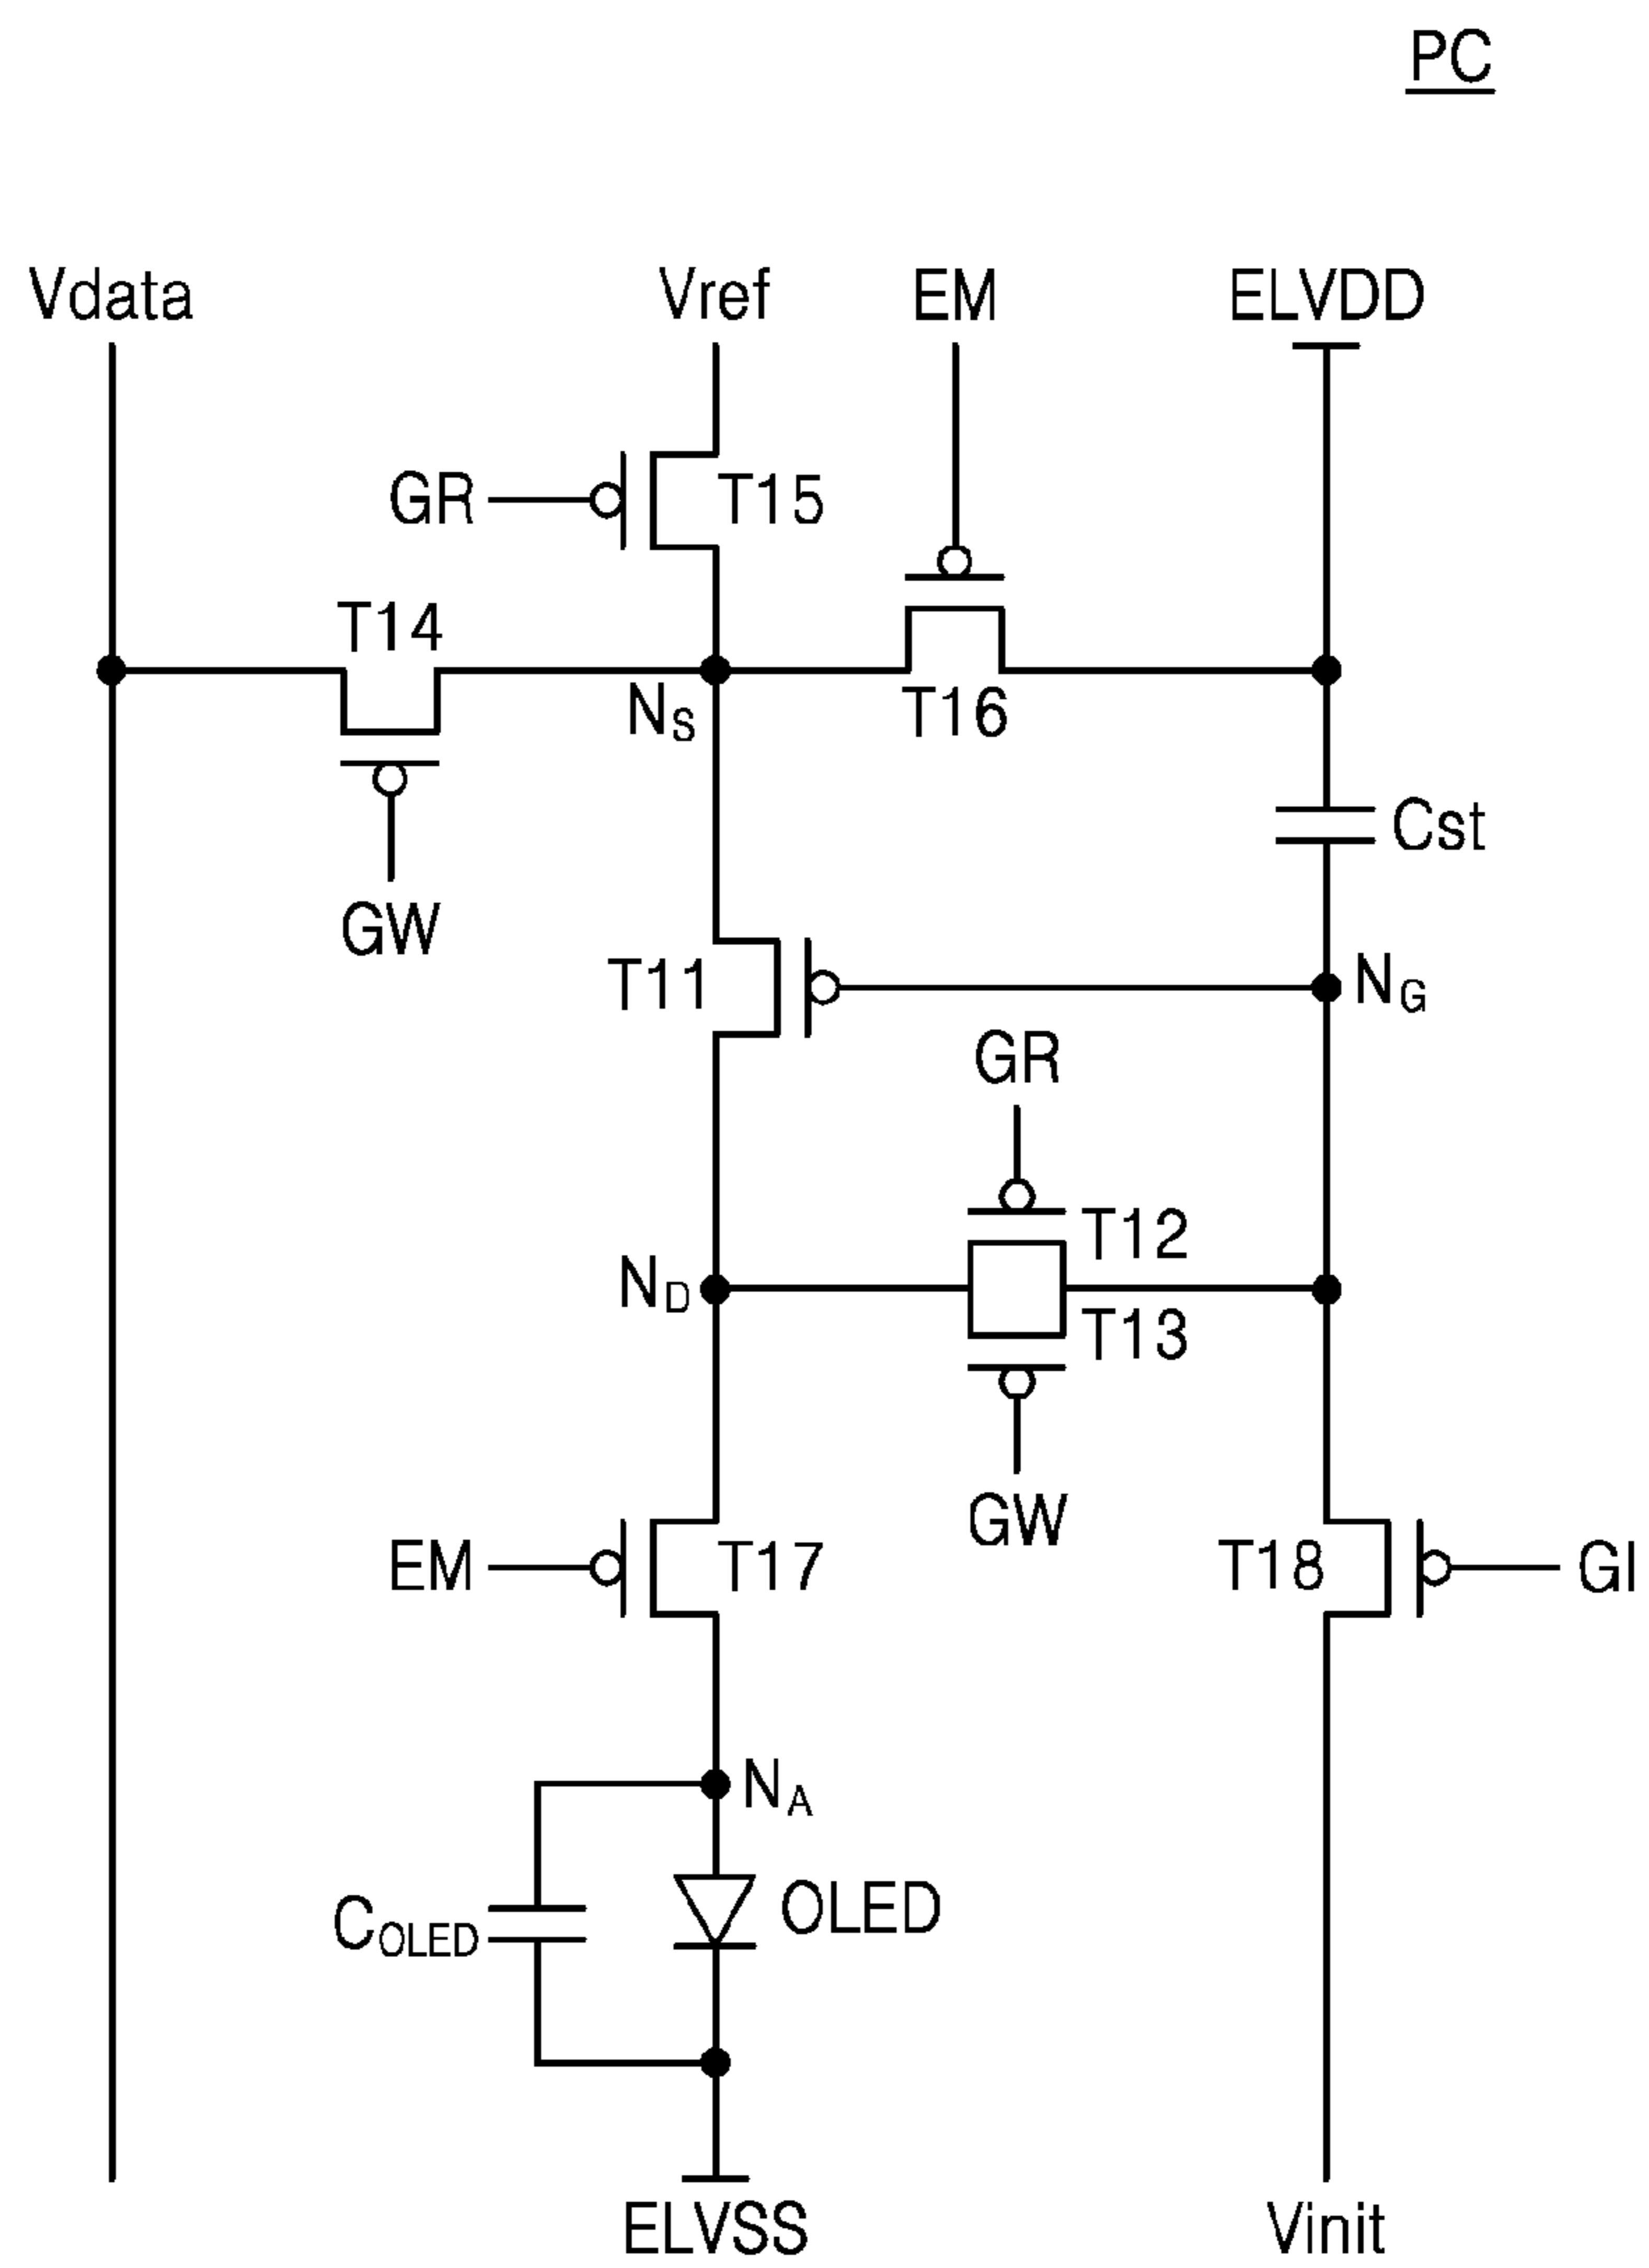 PC
Vdata
Vref
EM
ELVDD
GR
T15
T14
NS
T16
Cst
GW
T11
NG
GR
T12
ND
T13
GW
EM
T17
T18
GI
NA
COLED
OLED
ELVSS
Vinit